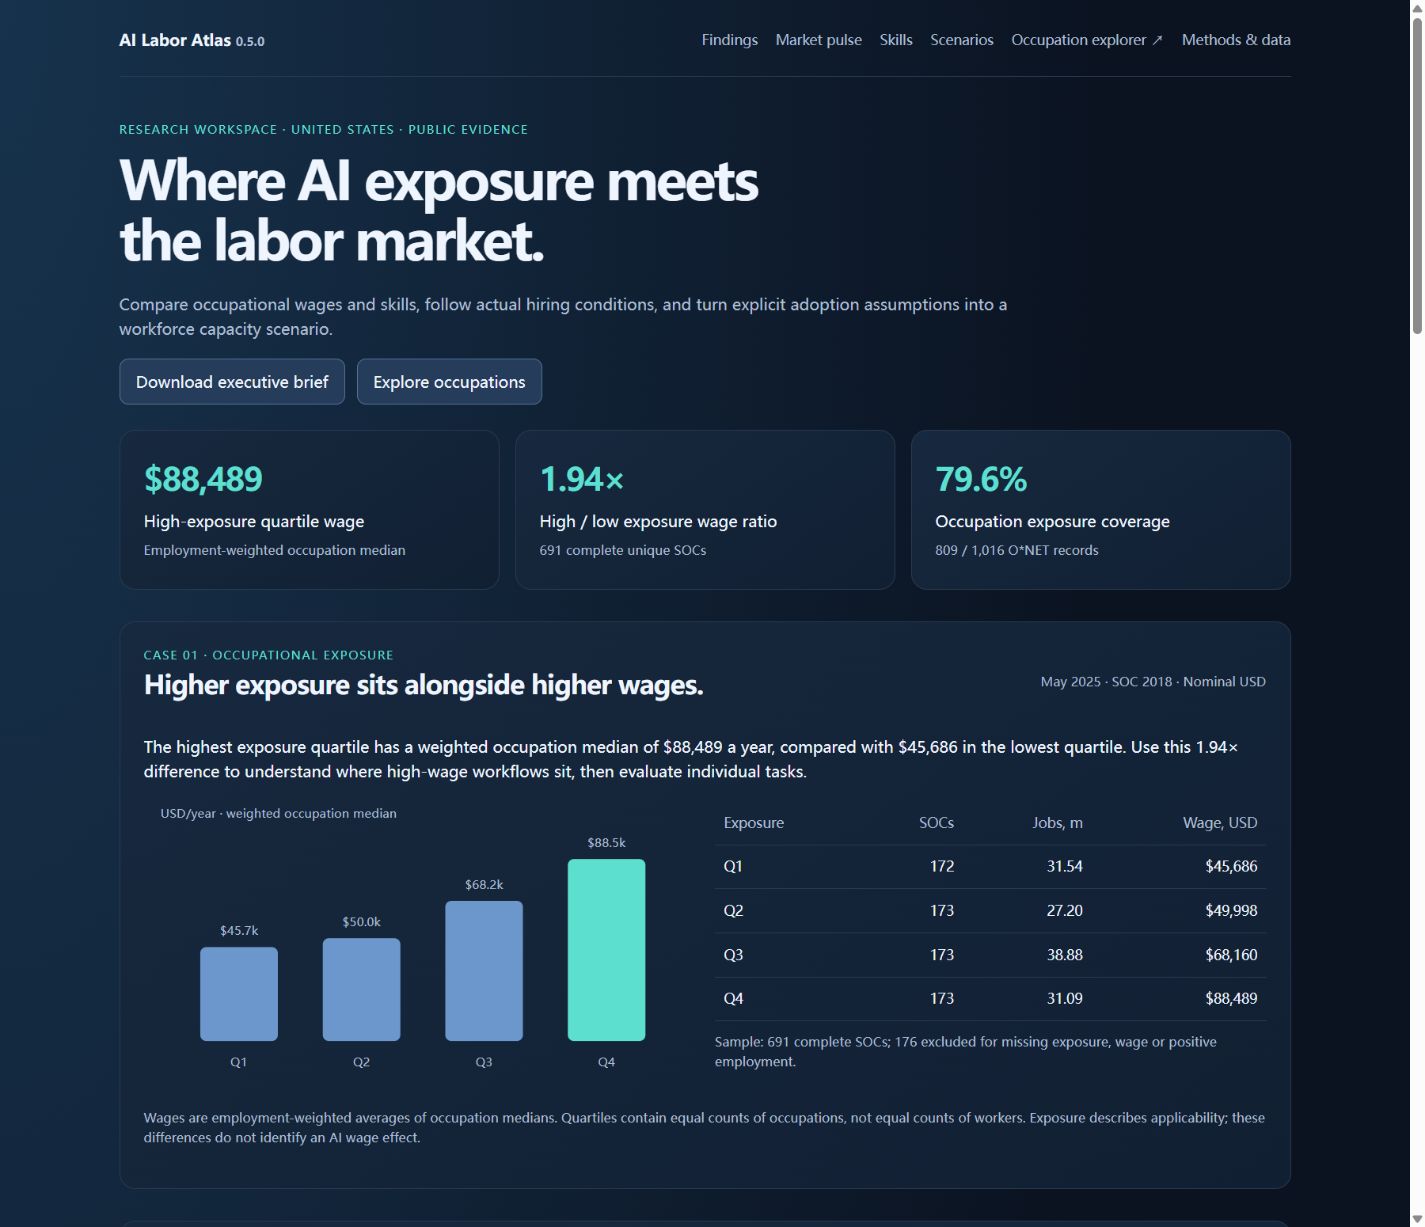 AI Labor Atlas 0.5.0
Findings Market pulse Skills Scenarios Occupation explorer ↗ Methods & data
RESEARCH WORKSPACE · UNITED STATES · PUBLIC EVIDENCE
Where AI exposure meets
the labor market.
Compare occupational wages and skills, follow actual hiring conditions, and turn explicit adoption assumptions into a
workforce capacity scenario.
Download executive brief
Explore occupations
$88,489
High-exposure quartile wage
Employment-weighted occupation median
1.94×
High / low exposure wage ratio
691 complete unique SOCs
79.6%
Occupation exposure coverage
809 / 1,016 O*NET records
CASE 01 · OCCUPATIONAL EXPOSURE
Higher exposure sits alongside higher wages.
May 2025 · SOC 2018 · Nominal USD
The highest exposure quartile has a weighted occupation median of $88,489 a year, compared with $45,686 in the lowest quartile. Use this 1.94×
difference to understand where high-wage workflows sit, then evaluate individual tasks.
USD/year · weighted occupation median
$45.7k
$50.0k
$68.2k
$88.5k
Q1
Q2
Q3
Q4
Exposure SOCs Jobs, m Wage, USD
Q1 172 31.54 $45,686
Q2 173 27.20 $49,998
Q3 173 38.88 $68,160
Q4 173 31.09 $88,489
Sample: 691 complete SOCs; 176 excluded for missing exposure, wage or positive
employment.
Wages are employment-weighted averages of occupation medians. Quartiles contain equal counts of occupations, not equal counts of workers. Exposure describes applicability; these
differences do not identify an AI wage effect.